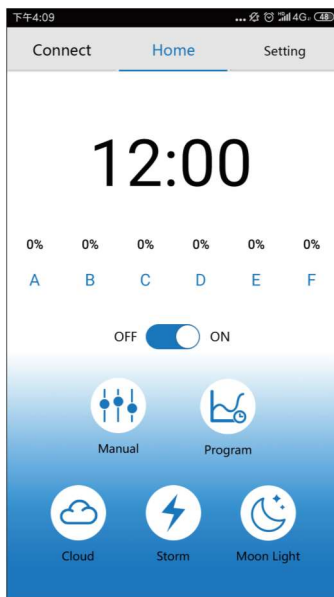 下午4:09 ... HD 4G 48
Connect Home Setting
12:00
0% 0% 0% 0% 0% 0%
A B C D E F
OFF ON
Manual Program
Cloud Storm Moon Light